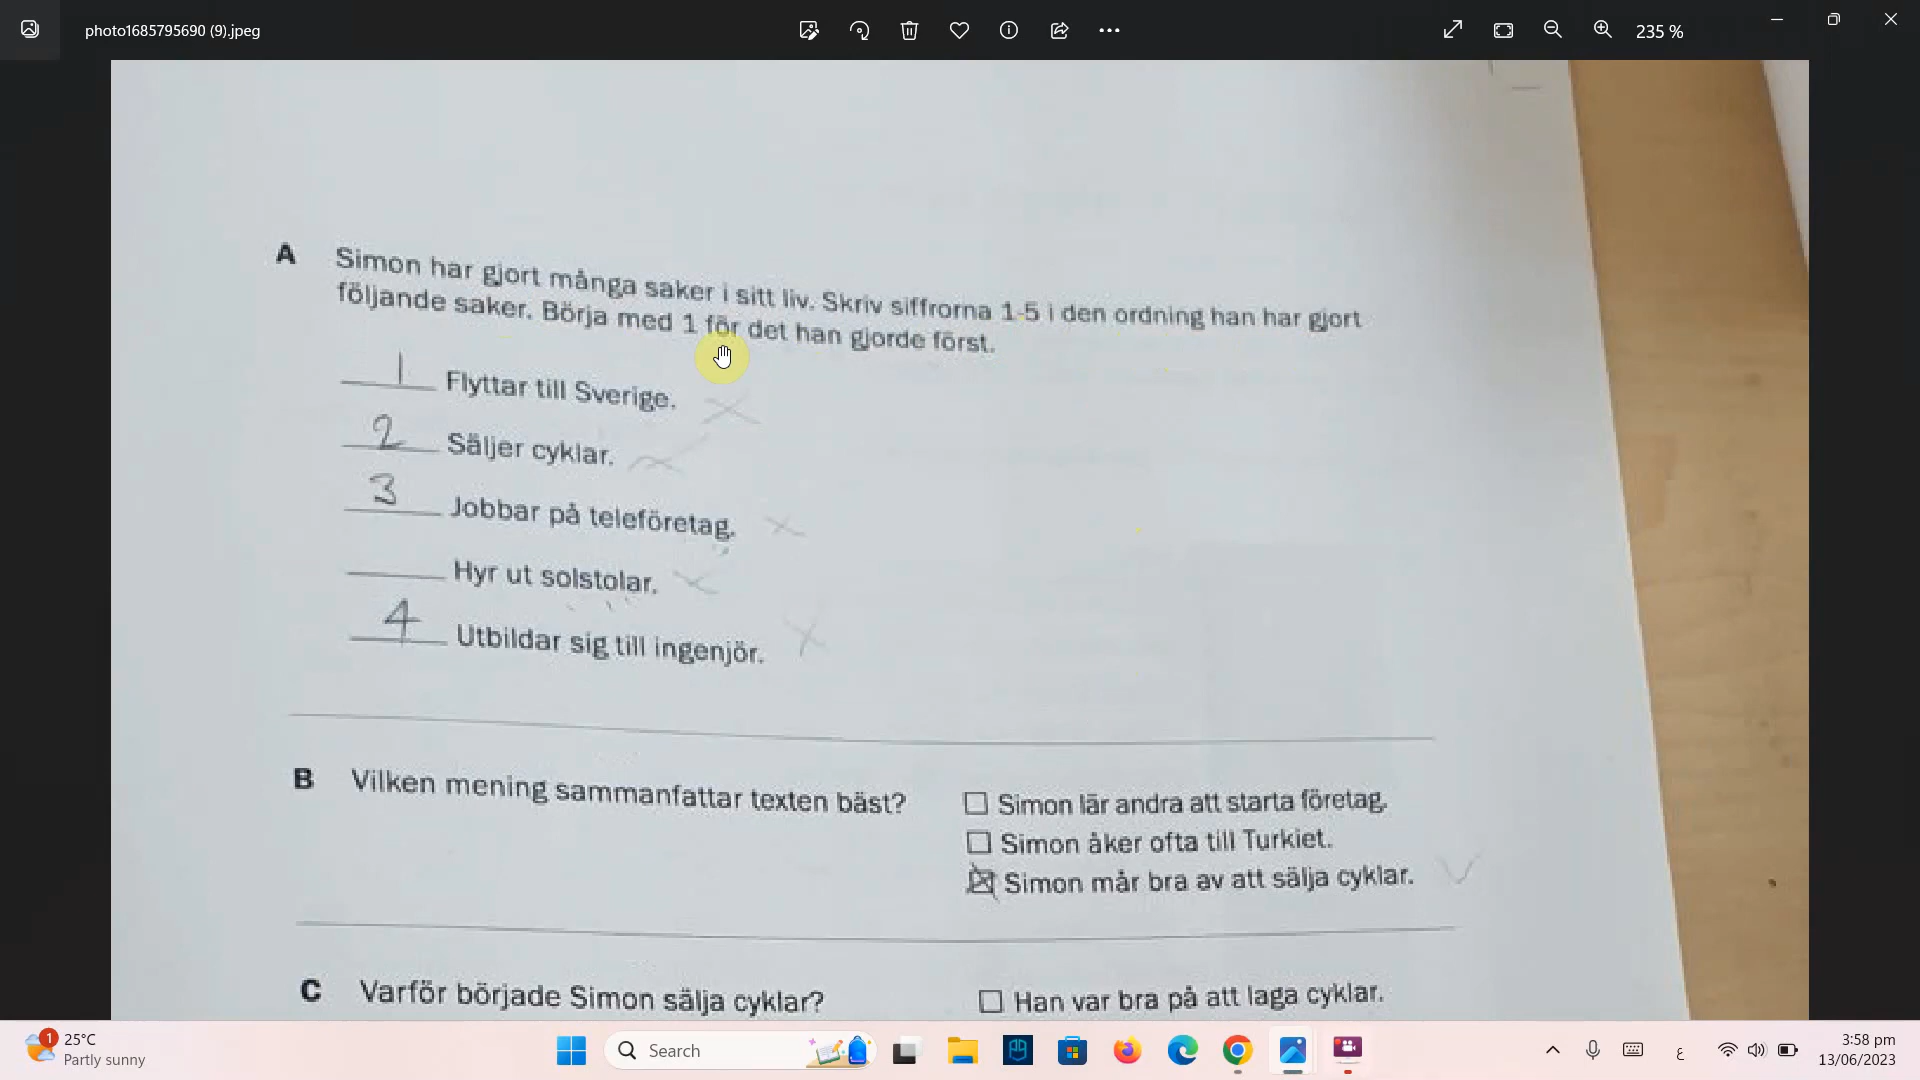 photo1685795690 (9).jpeg
235 %
A Simon har gjort många saker i sitt liv. Skriv siffrorna 1-5 i den ordning han har gjort
följande saker. Börja med 1 för det han gjorde först.
1 Flyttar till Sverige.
2 Säljer cyklar.
3 Jobbar på teleföretag.
Hyr ut solstolar.
4 Utbildar sig till ingenjör.
B Vilken mening sammanfattar texten bäst?
Simon lär andra att starta företag.
Simon åker ofta till Turkiet.
Simon mår bra av att sälja cyklar.
C Varför började Simon sälja cyklar?
Han var bra på att laga cyklar.
1
25°C
Partly sunny
Search
ع
3:58 pm
13/06/2023